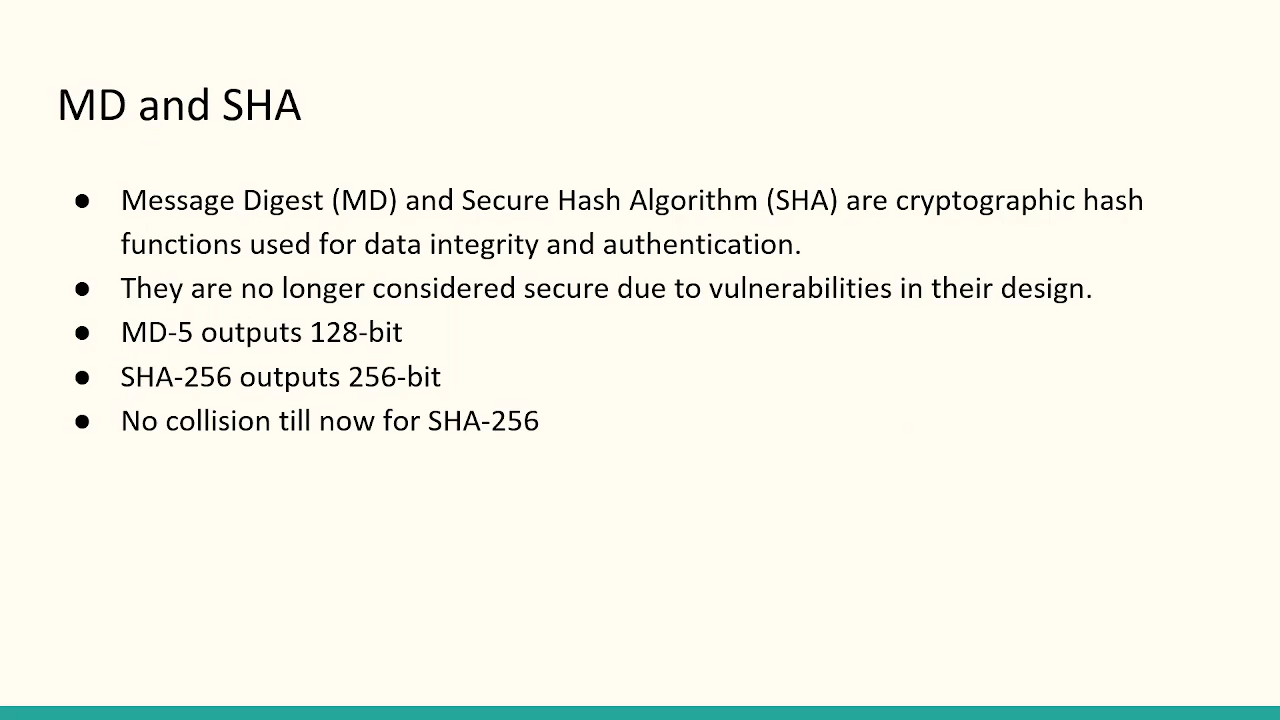 MD and SHA
● Message Digest (MD) and Secure Hash Algorithm (SHA) are cryptographic hash
functions used for data integrity and authentication.
● They are no longer considered secure due to vulnerabilities in their design.
● MD-5 outputs 128-bit
● SHA-256 outputs 256-bit
● No collision till now for SHA-256